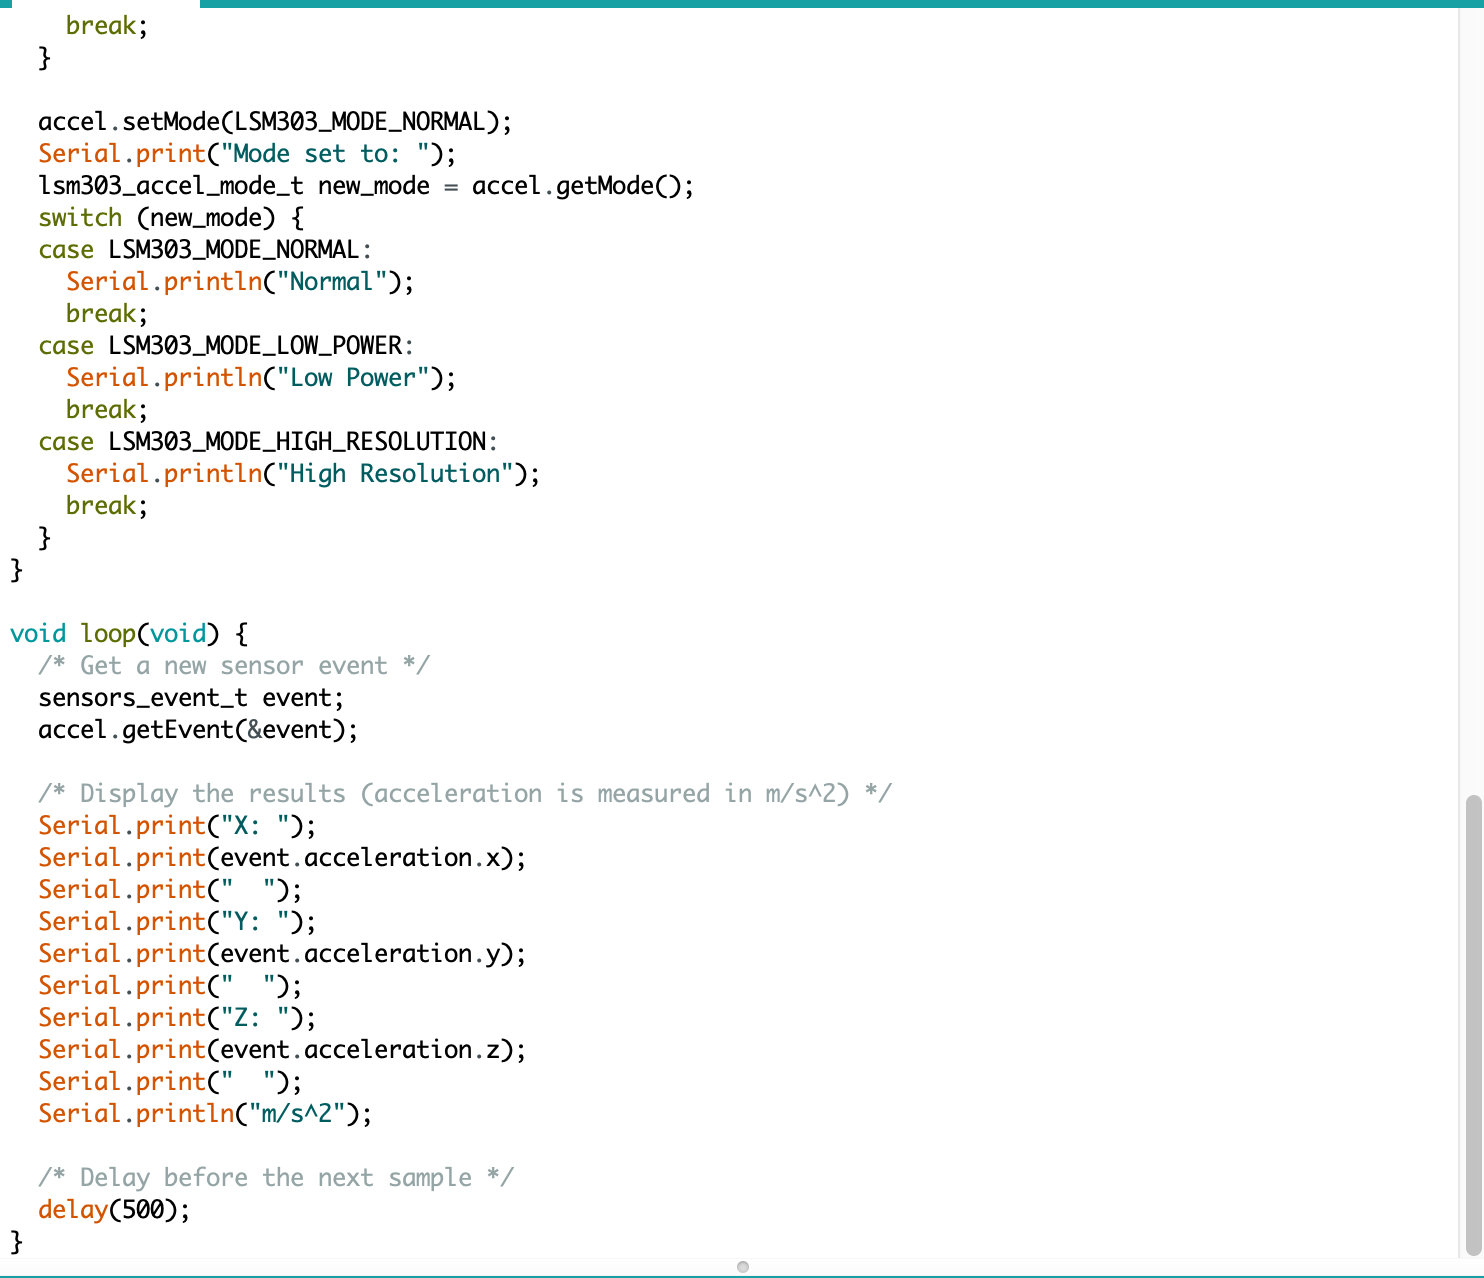 break;
}
accel.setMode(LSM303_MODE_NORMAL);
Serial.print("Mode set to: ");
lsm303_accel_mode_t new_mode = accel.getMode();
switch (new_mode) {
case LSM303_MODE_NORMAL:
Serial.println("Normal");
break;
case LSM303_MODE_LOW_POWER:
Serial.println("Low Power");
break;
case LSM303_MODE_HIGH_RESOLUTION:
Serial.println("High Resolution");
break;
}
}
void loop(void) {
/* Get a new sensor event */
sensors_event_t event;
accel.getEvent(&event);
/* Display the results (acceleration is measured in m/s^2) */
Serial.print("X: ");
Serial.print(event.acceleration.x);
Serial.print("  ");
Serial.print("Y: ");
Serial.print(event.acceleration.y);
Serial.print("  ");
Serial.print("Z: ");
Serial.print(event.acceleration.z);
Serial.print("  ");
Serial.println("m/s^2");
/* Delay before the next sample */
delay(500);
}